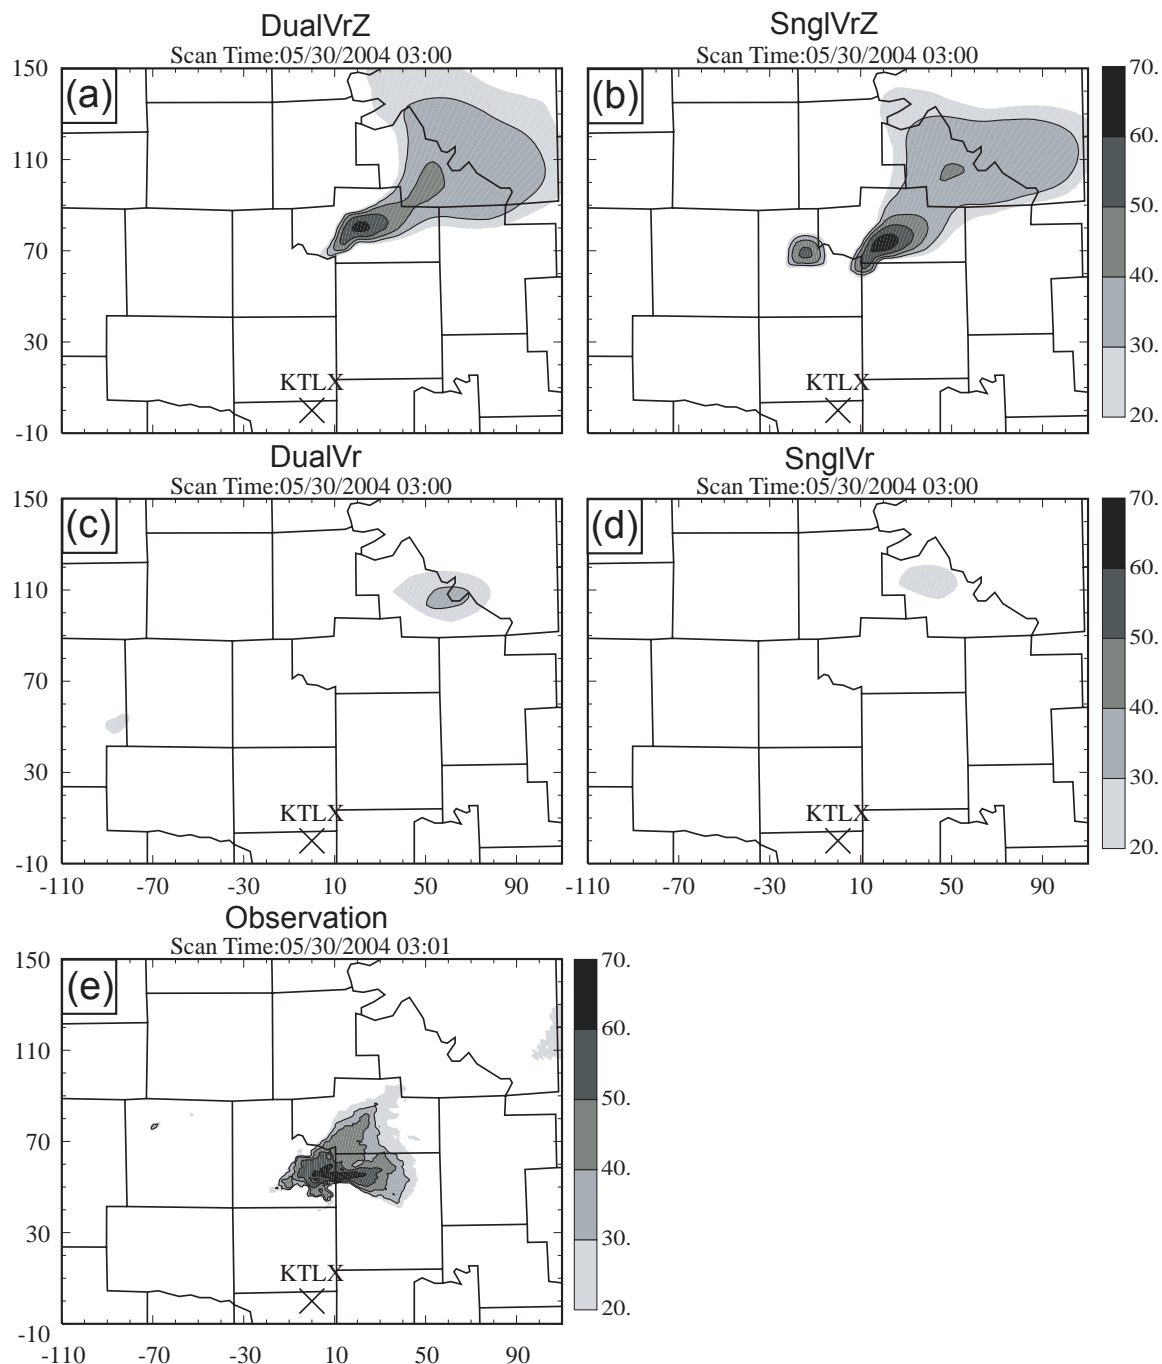 DualVrZ SnglVrZ
Scan Time:05/30/2004 03:00 Scan Time:05/30/2004 03:00
150 (a) (b) 70.
60.
110
50.
70
40.
30
30.
KTLX KTLX
20.
-10
DualVr SnglVr
Scan Time:05/30/2004 03:00 Scan Time:05/30/2004 03:00
150 (c) (d) 70.
60.
110
50.
70
40.
30
30.
KTLX KTLX
20.
-10
-110 -70 -30 10 50 90 -110 -70 -30 10 50 90
Observation
Scan Time:05/30/2004 03:01
150 (e) 70.
60.
110
50.
70
40.
30
30.
KTLX
20.
-10
-110 -70 -30 10 50 90